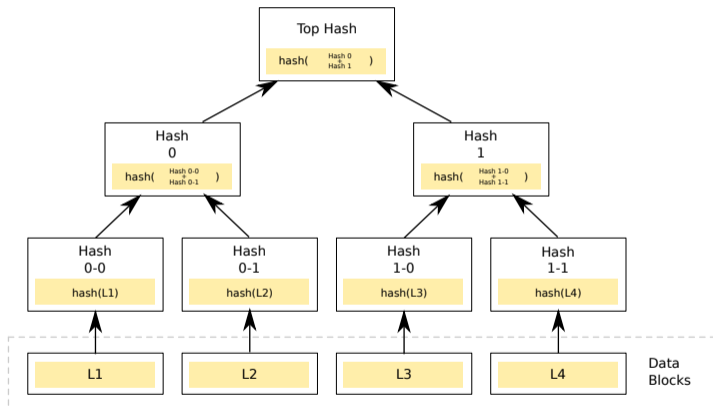 Top Hash
hash( Hash 0 + Hash 1 )
Hash
0
hash( Hash 0-0 + Hash 0-1 )
Hash
1
hash( Hash 1-0 + Hash 1-1 )
Hash
0-0
hash(L1)
Hash
0-1
hash(L2)
Hash
1-0
hash(L3)
Hash
1-1
hash(L4)
L1
L2
L3
L4
Data
Blocks